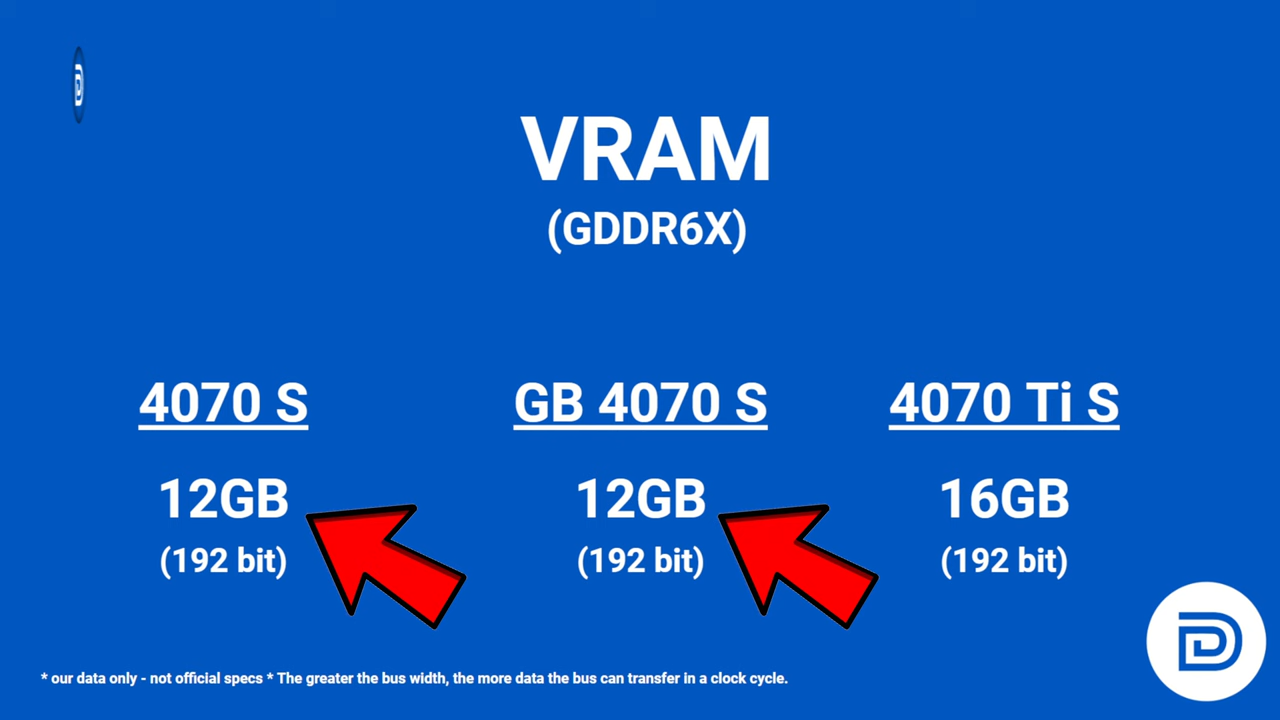 VRAM
(GDDR6X)
4070 S
GB 4070 S
4070 Ti S
12GB
12GB
16GB
(192 bit)
(192 bit)
(192 bit)
* our data only - not official specs * The greater the bus width, the more data the bus can transfer in a clock cycle.